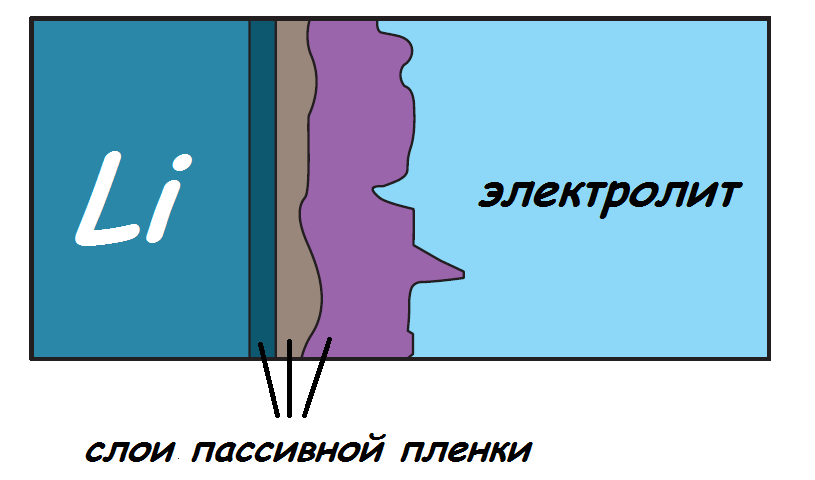 Li
электролит
слои пассивной пленки